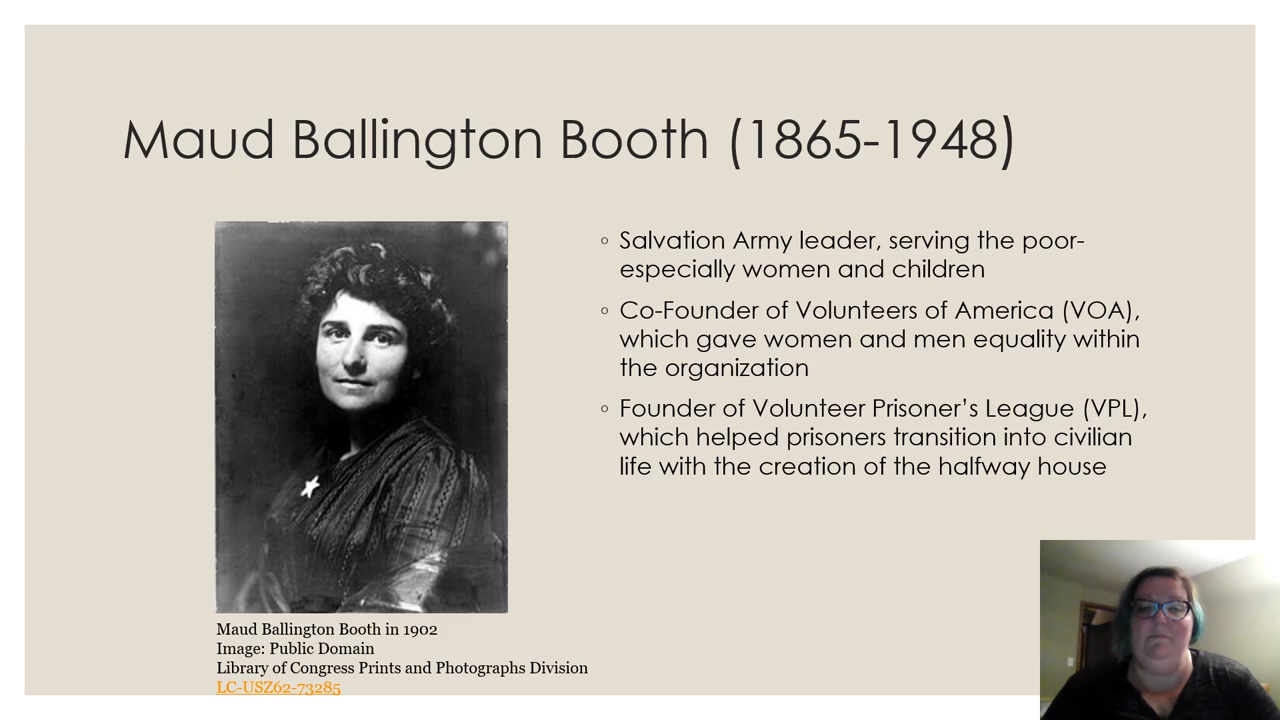 Maud Ballington Booth (1865-1948)
◦ Salvation Army leader, serving the poor-
especially women and children
◦ Co-Founder of Volunteers of America (VOA),
which gave women and men equality within
the organization
◦ Founder of Volunteer Prisoner’s League (VPL),
which helped prisoners transition into civilian
life with the creation of the halfway house
Maud Ballington Booth in 1902
Image: Public Domain
Library of Congress Prints and Photographs Division
LC-USZ62-73285